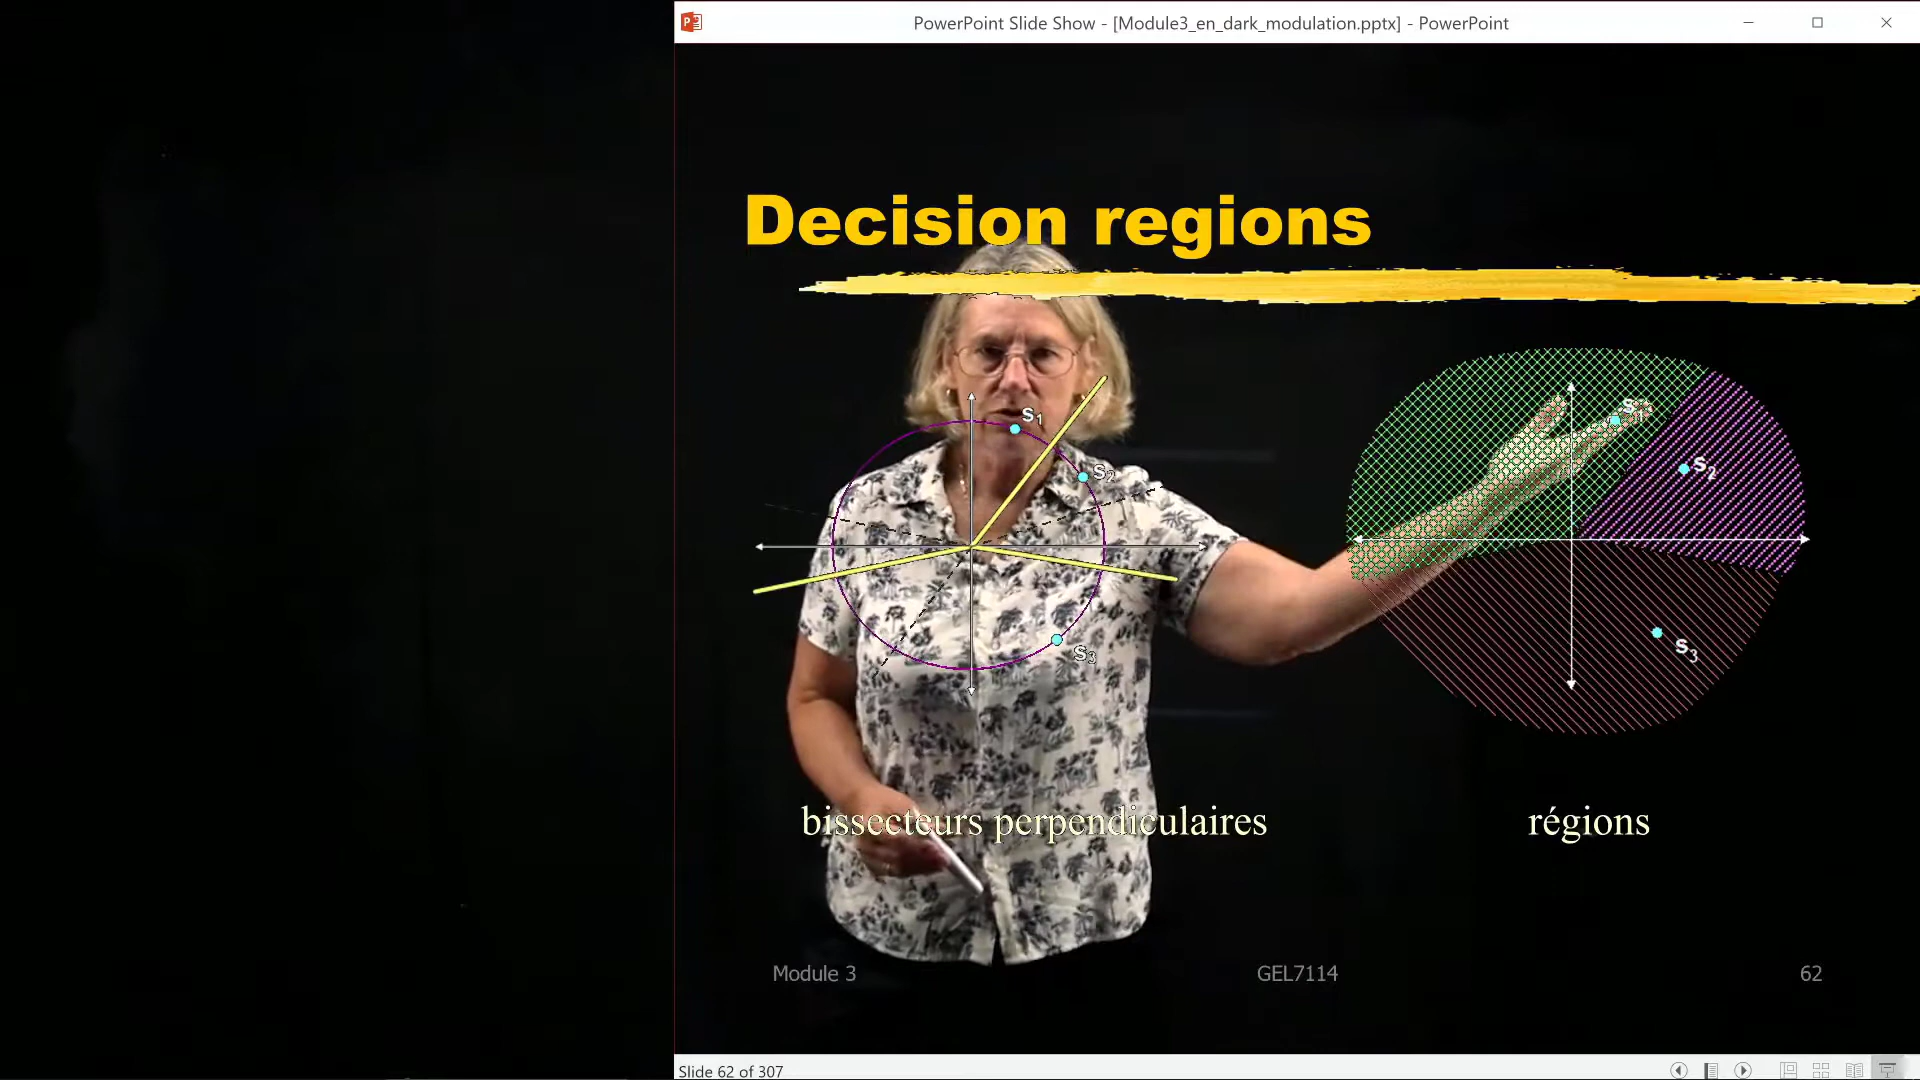 PowerPoint Slide Show - [Module3_en_dark_modulation.pptx] - PowerPoint
Decision regions
s1
s2
s3
s1
s2
s3
bissecteurs perpendiculaires
régions
Module 3
GEL7114
62
Slide 62 of 307